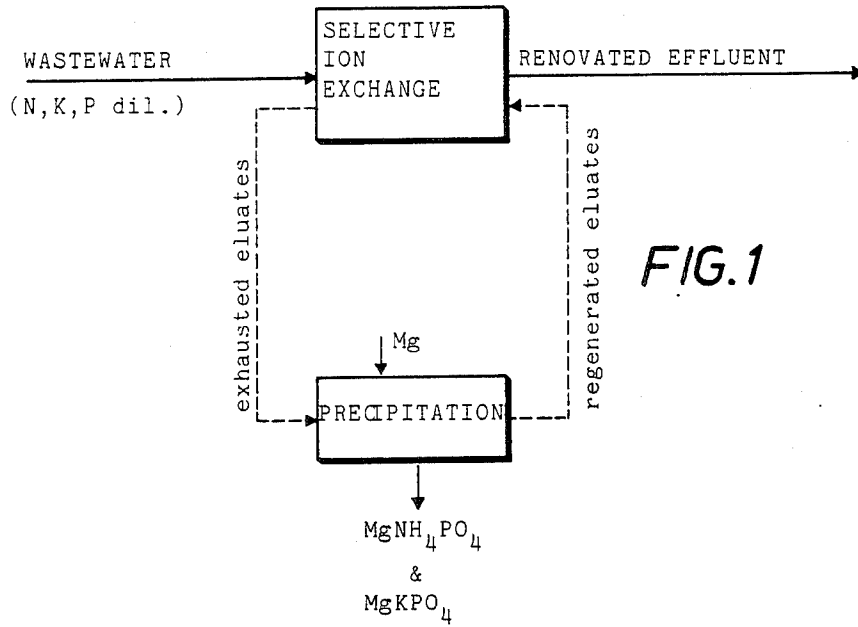 WASTEWATER
(N,K,P dil.)
SELECTIVE
ION
EXCHANGE
RENOVATED EFFLUENT
exhausted eluates
regenerated eluates
FIG.1
Mg
PRECIPITATION
MgNH₄PO₄
&
MgKPO₄